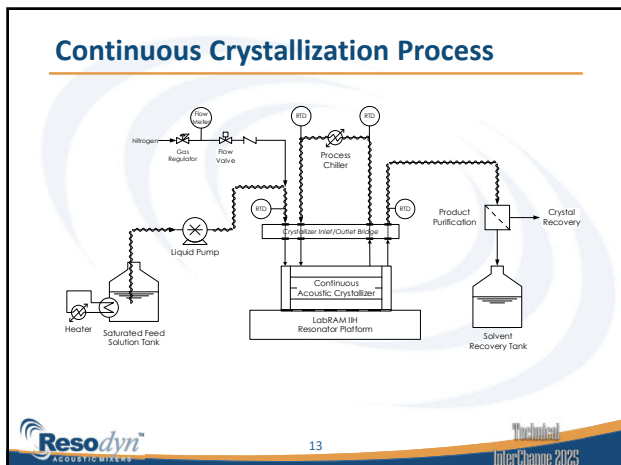 Continuous Crystallization Process
Flow
Meter
RTD
RTD
Nitrogen
Gas
Regulator
Flow
Valve
Process
Chiller
RTD
RTD
Product
Purification
Crystal
Recovery
Crystallizer Inlet/Outlet Bridge
Liquid Pump
Continuous
Acoustic Crystallizer
LabRAM IIH
Resonator Platform
Heater
Saturated Feed
Solution Tank
Solvent
Recovery Tank
Resodyn™
ACOUSTIC MIXERS
13
Technical
InterChange 2025